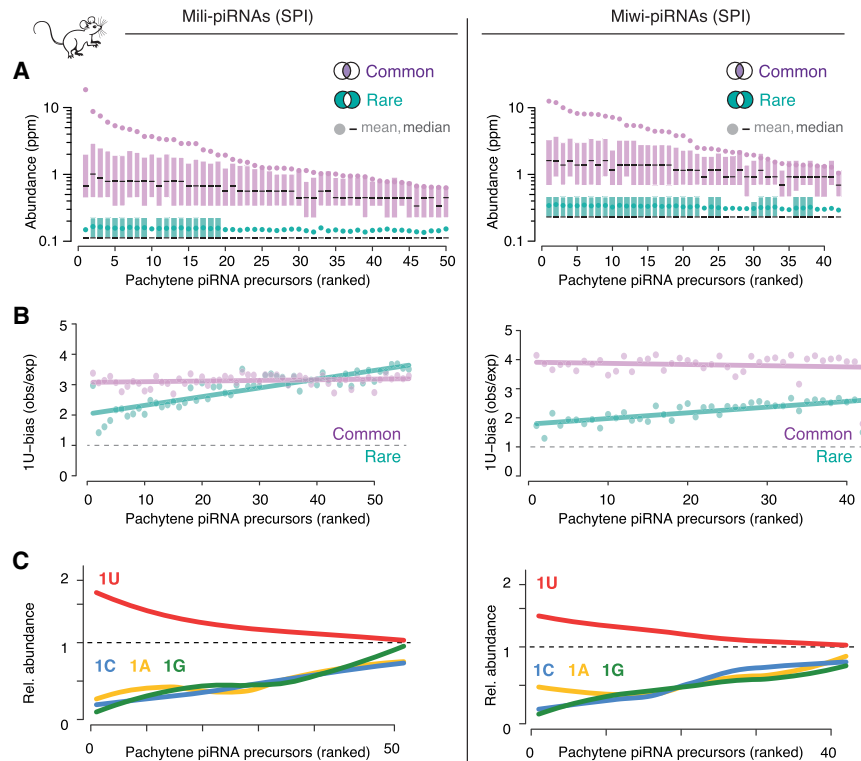 Mili-piRNAs (SPI)
Miwi-piRNAs (SPI)
A
Common
Rare
mean, median
Abundance (ppm)
10
1
0.1
0 5 10 15 20 25 30 35 40 45 50
Pachytene piRNA precursors (ranked)
Common
Rare
mean, median
Abundance (ppm)
10
1
0.1
0 5 10 15 20 25 30 35 40
Pachytene piRNA precursors (ranked)
B
1U−bias (obs/exp)
5
4
3
2
1
0
Common
Rare
0 10 20 30 40 50
Pachytene piRNA precursors (ranked)
1U−bias (obs/exp)
5
4
3
2
1
0
Common
Rare
0 10 20 30 40
Pachytene piRNA precursors (ranked)
C
Rel. abundance
2
1
0
1U
1C 1A 1G
0 50
Pachytene piRNA precursors (ranked)
Rel. abundance
2
1
0
1U
1C 1A 1G
0 40
Pachytene piRNA precursors (ranked)